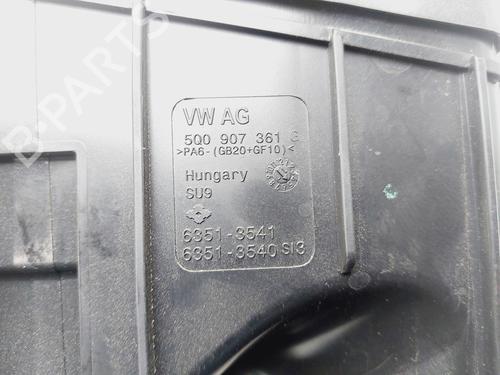 B-PARTS
VW AG
5Q0 907 361 C
>PA6-(GB20+GF10)<
Hungary
SU9
6351-3541
6351-3540 SI3